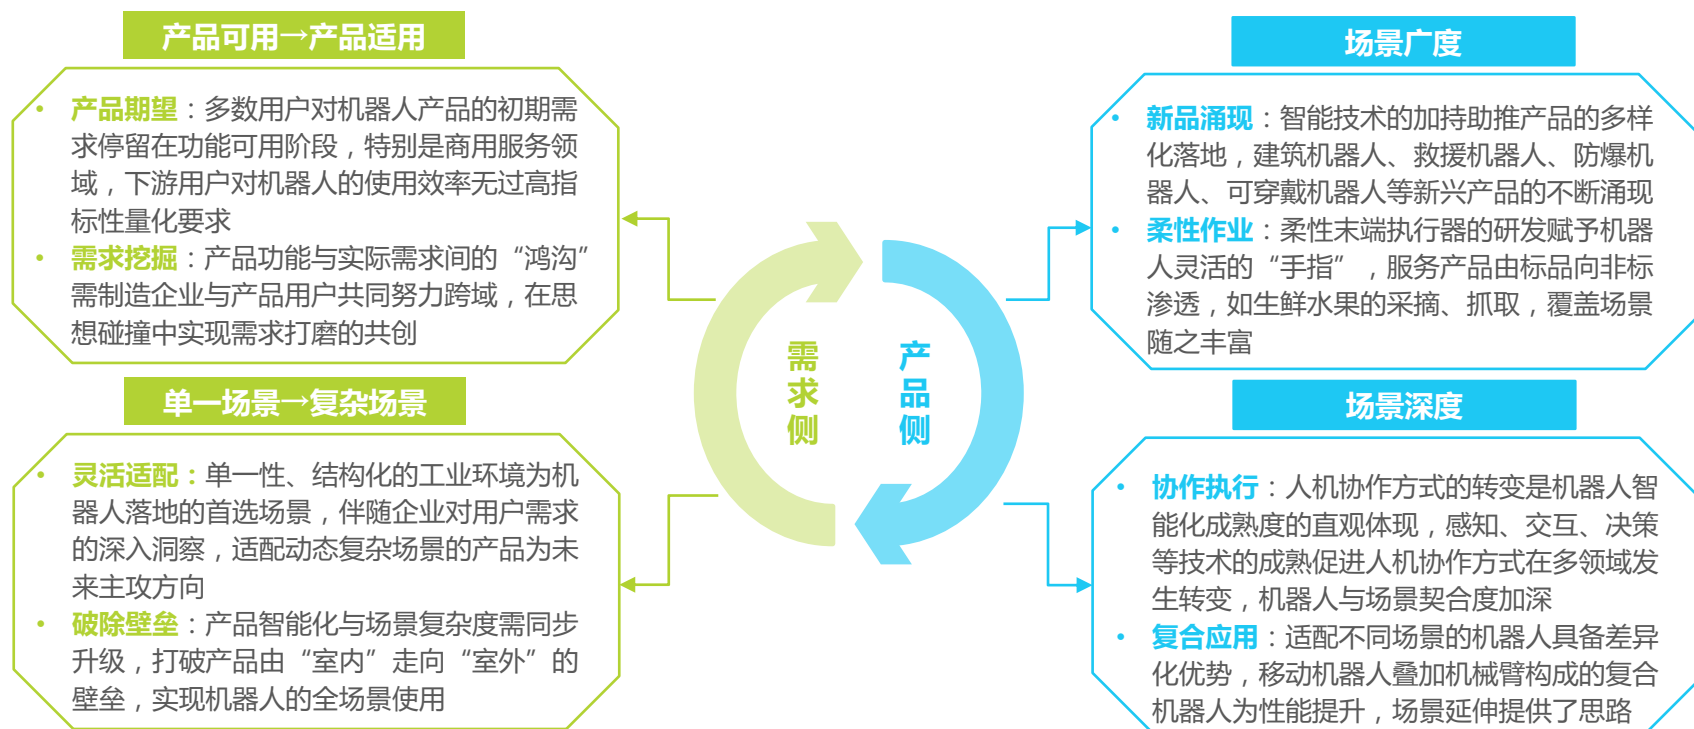 产品可用→产品适用
• 产品期望：多数用户对机器人产品的初期需
求停留在功能可用阶段，特别是商用服务领
域，下游用户对机器人的使用效率无过高指
标性量化要求
• 需求挖掘：产品功能与实际需求间的“鸿沟”
需制造企业与产品用户共同努力跨域，在思
想碰撞中实现需求打磨的共创
单一场景→复杂场景
• 灵活适配：单一性、结构化的工业环境为机
器人落地的首选场景，伴随企业对用户需求
的深入洞察，适配动态复杂场景的产品为未
来主攻方向
• 破除壁垒：产品智能化与场景复杂度需同步
升级，打破产品由“室内”走向“室外”的
壁垒，实现机器人的全场景使用
需
求
侧
产
品
侧
场景广度
• 新品涌现：智能技术的加持助推产品的多样
化落地，建筑机器人、救援机器人、防爆机
器人、可穿戴机器人等新兴产品的不断涌现
• 柔性作业：柔性末端执行器的研发赋予机器
人灵活的“手指”，服务产品由标品向非标
渗透，如生鲜水果的采摘、抓取，覆盖场景
随之丰富
场景深度
• 协作执行：人机协作方式的转变是机器人智
能化成熟度的直观体现，感知、交互、决策
等技术的成熟促进人机协作方式在多领域发
生转变，机器人与场景契合度加深
• 复合应用：适配不同场景的机器人具备差异
化优势，移动机器人叠加机械臂构成的复合
机器人为性能提升，场景延伸提供了思路